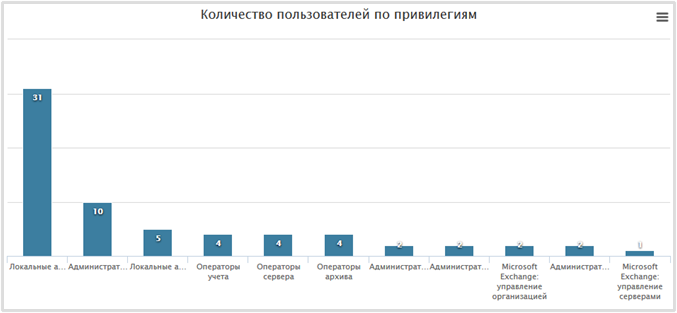 Количество пользователей по привилегиям
31
10
5
4
4
4
2
2
2
2
1
Локальные а...
Администрат...
Локальные а...
Операторы
учета
Операторы
сервера
Операторы
архива
Администрат...
Администрат...
Microsoft
Exchange:
управление
организацией
Администрат...
Microsoft
Exchange:
управление
серверами